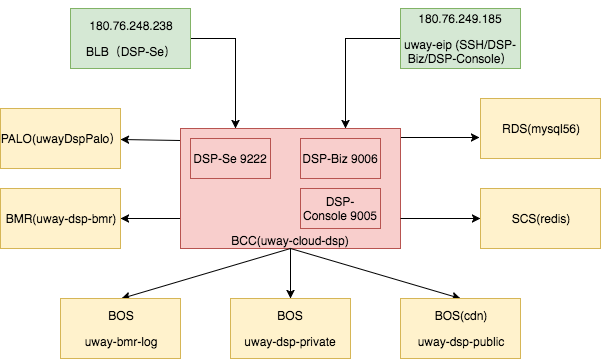 180.76.248.238
BLB（DSP-Se）
180.76.249.185
uway-eip (SSH/DSP-
Biz/DSP-Console）
PALO(uwayDspPalo）
DSP-Se 9222
DSP-Biz 9006
RDS(mysql56)
BMR(uway-dsp-bmr)
DSP-
Console 9005
SCS(redis)
BCC(uway-cloud-dsp)
BOS
uway-bmr-log
BOS
uway-dsp-private
BOS(cdn)
uway-dsp-public